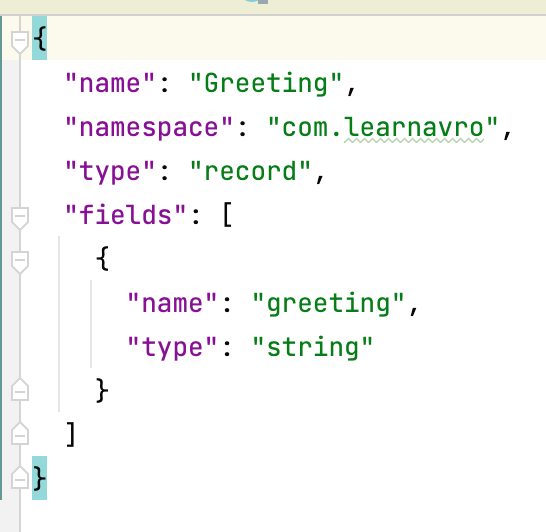 {
"name": "Greeting",
"namespace": "com.learnavro",
"type": "record",
"fields": [
{
"name": "greeting",
"type": "string"
}
]
}